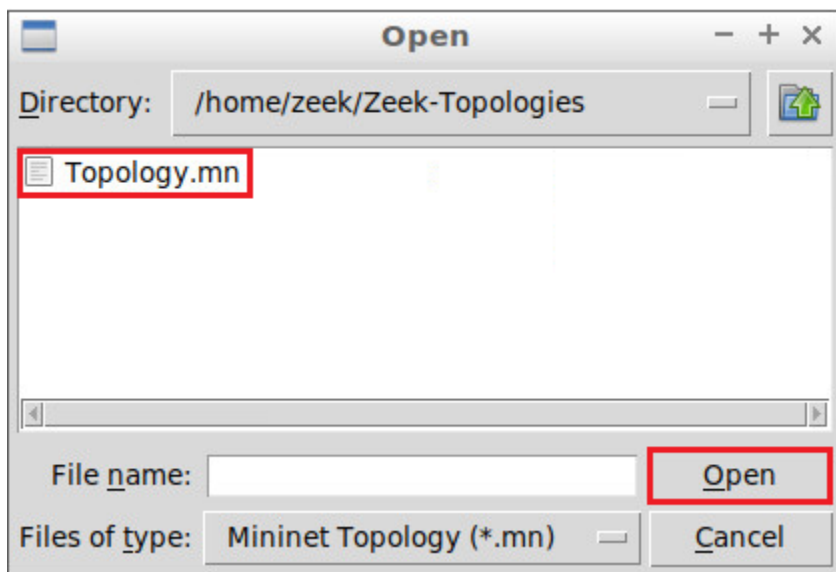 Open
Directory: /home/zeek/Zeek-Topologies
Topology.mn
File name: Open
Files of type: Mininet Topology (*.mn) Cancel